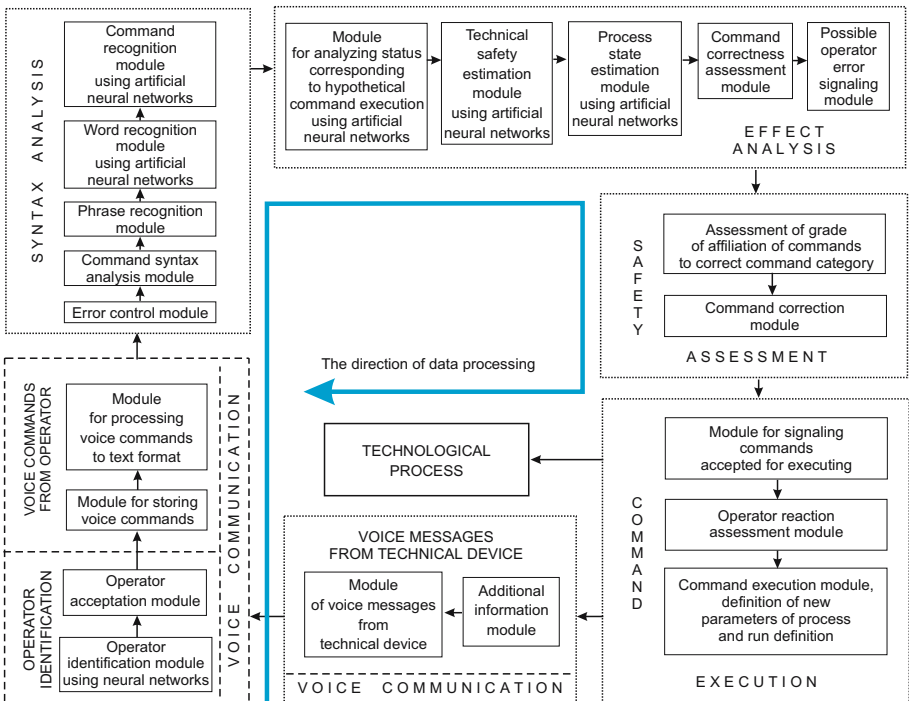 Command
recognition
module
using artificial
neural networks
Word recognition
module
using artificial
neural networks
Phrase recognition
module
Command syntax
analysis module
Error control module
SYNTAX ANALYSIS
Module
for analyzing status
corresponding
to hypothetical
command execution
using artificial
neural networks
Technical
safety
estimation
module
using artificial
neural networks
Process
state
estimation
module
using artificial
neural networks
Command
correctness
assessment
module
Possible
operator
error
signaling
module
EFFECT
ANALYSIS
SAFETY
Assessment of grade
of affiliation of commands
to correct command category
Command correction
module
ASSESSMENT
The direction of data processing
TECHNOLOGICAL
PROCESS
VOICE COMMANDS
FROM OPERATOR
Module
for processing
voice commands
to text format
Module for storing
voice commands
OPERATOR
IDENTIFICATION
Operator
acceptation module
Operator
identification module
using neural networks
VOICE COMMUNICATION
VOICE MESSAGES
FROM TECHNICAL DEVICE
Module
of voice messages
from
technical device
Additional
information
module
VOICE COMMUNICATION
COMMAND
Module for signaling
commands
accepted for executing
Operator reaction
assessment module
Command execution module,
definition of new
parameters of process
and run definition
EXECUTION